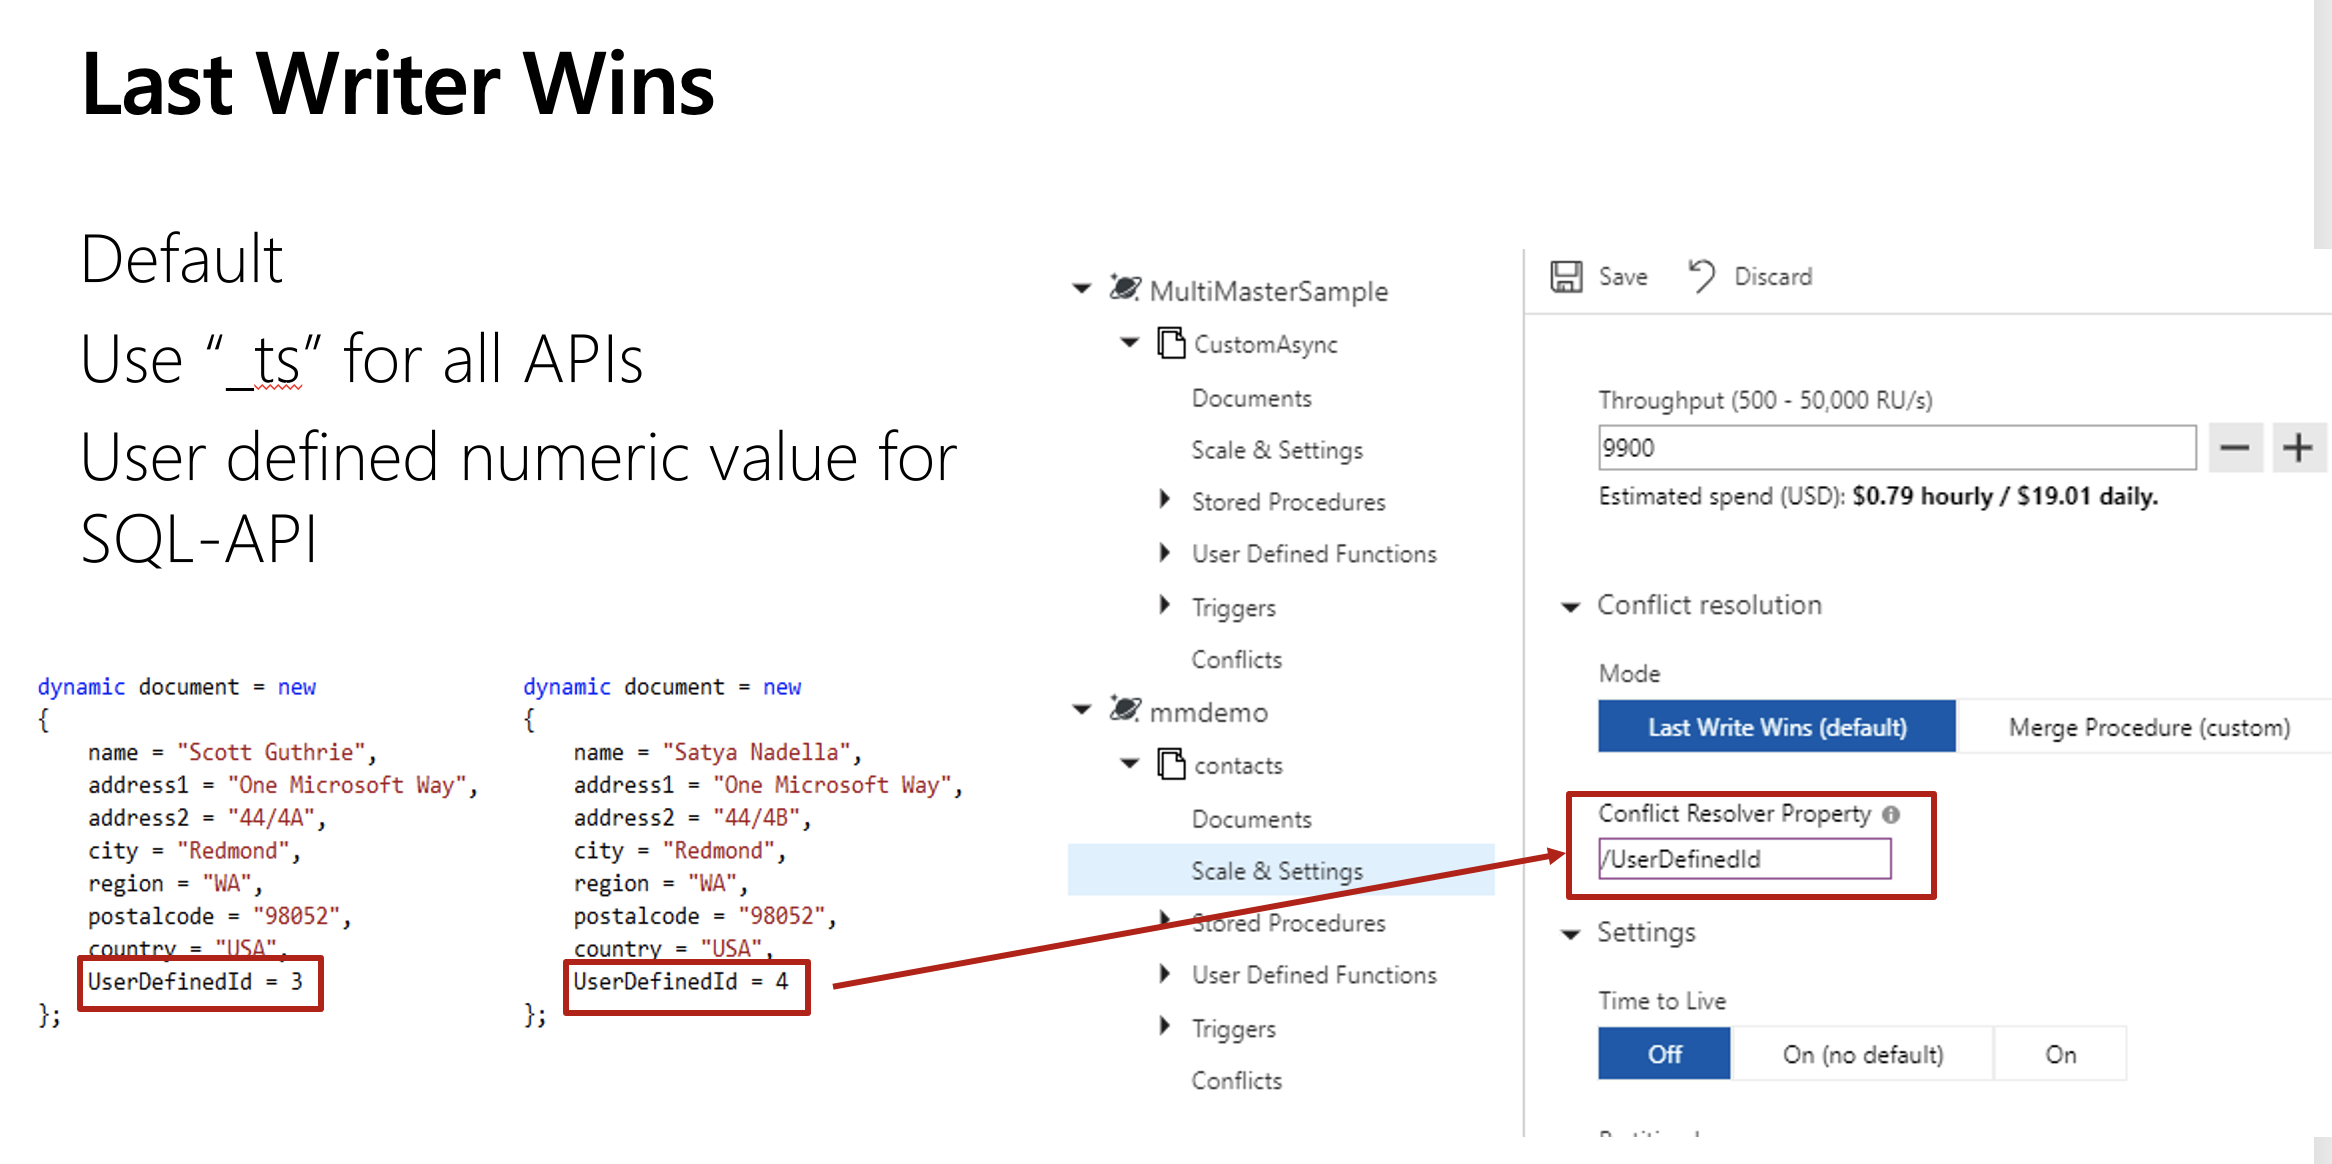 Last Writer Wins
Default
Use “_ts” for all APIs
User defined numeric value for
SQL-API
dynamic document = new
{
name = "Scott Guthrie",
address1 = "One Microsoft Way",
address2 = "44/4A",
city = "Redmond",
region = "WA",
postalcode = "98052",
country = "USA",
UserDefinedId = 3
};
dynamic document = new
{
name = "Satya Nadella",
address1 = "One Microsoft Way",
address2 = "44/4B",
city = "Redmond",
region = "WA",
postalcode = "98052",
country = "USA",
UserDefinedId = 4
};
MultiMasterSample
CustomAsync
Documents
Scale & Settings
Stored Procedures
User Defined Functions
Triggers
Conflicts
mmdemo
contacts
Documents
Scale & Settings
Stored Procedures
User Defined Functions
Triggers
Conflicts
Save Discard
Throughput (500 - 50,000 RU/s)
9900
Estimated spend (USD): $0.79 hourly / $19.01 daily.
Conflict resolution
Mode
Last Write Wins (default) Merge Procedure (custom)
Conflict Resolver Property
/UserDefinedId
Settings
Time to Live
Off On (no default) On